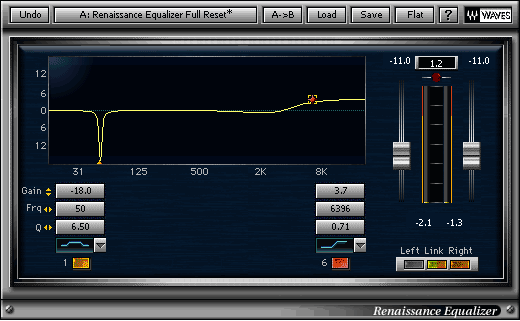 Undo A: Renaissance Equalizer Full Reset* A->B Load Save Flat ? WAVES
-11.0 1.2 -11.0
12
6
0
6
12
31 125 500 2K 8K
Gain -18.0 3.7
Frq 50 6396
Q 6.50 0.71
-2.1 -1.3
Left Link Right
1 6
Renaissance Equalizer